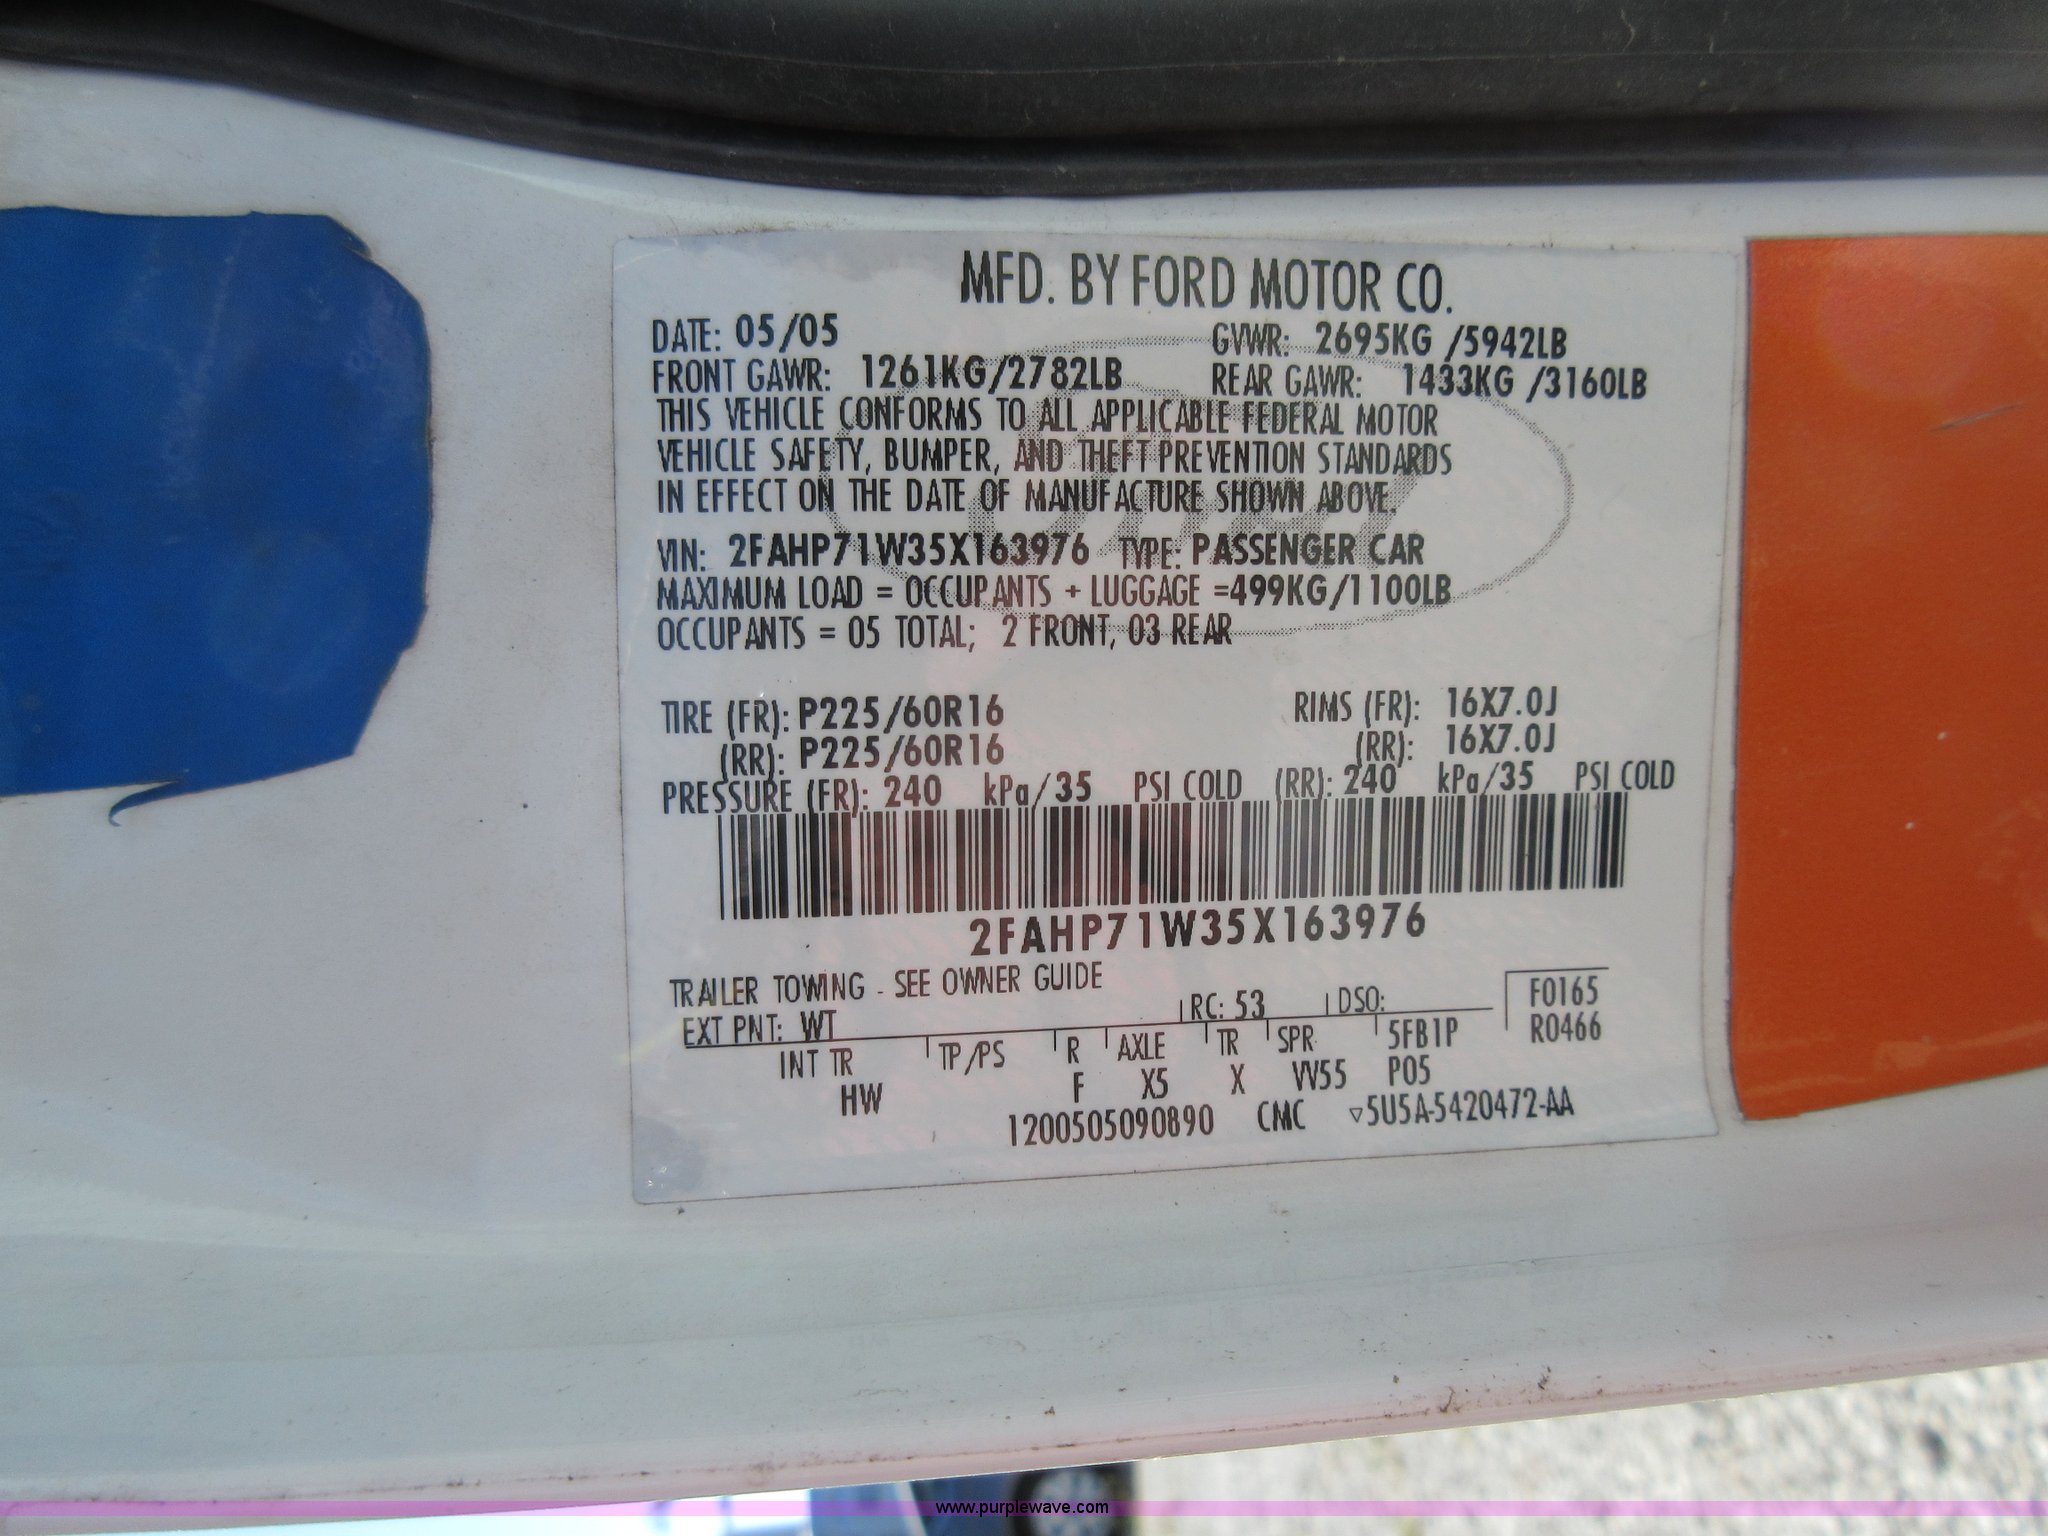 MFD. BY FORD MOTOR CO.
DATE: 05/05 GVWR: 2695KG /5942LB
FRONT GAWR: 1261KG/2782LB REAR GAWR: 1433KG /3160LB
THIS VEHICLE CONFORMS TO ALL APPLICABLE FEDERAL MOTOR
VEHICLE SAFETY, BUMPER, AND THEFT PREVENTION STANDARDS
IN EFFECT ON THE DATE OF MANUFACTURE SHOWN ABOVE.
VIN: 2FAHP71W35X163976 TYPE: PASSENGER CAR
MAXIMUM LOAD = OCCUPANTS + LUGGAGE =499KG/1100LB
OCCUPANTS = 05 TOTAL; 2 FRONT, 03 REAR
TIRE (FR): P225/60R16 RIMS (FR): 16X7.0J
(RR): P225/60R16 (RR): 16X7.0J
PRESSURE (FR): 240 kPa/35 PSI COLD (RR): 240 kPa/35 PSI COLD
2FAHP71W35X163976
TRAILER TOWING - SEE OWNER GUIDE
EXT PNT: WT RC: 53 DSO: F0165
R0466
INT TR TP/PS R AXLE TR SPR 5FB1P
HW F X5 X VV55 P05
1200505090890 CMC ▽5U5A-5420472-AA
www.purplewave.com